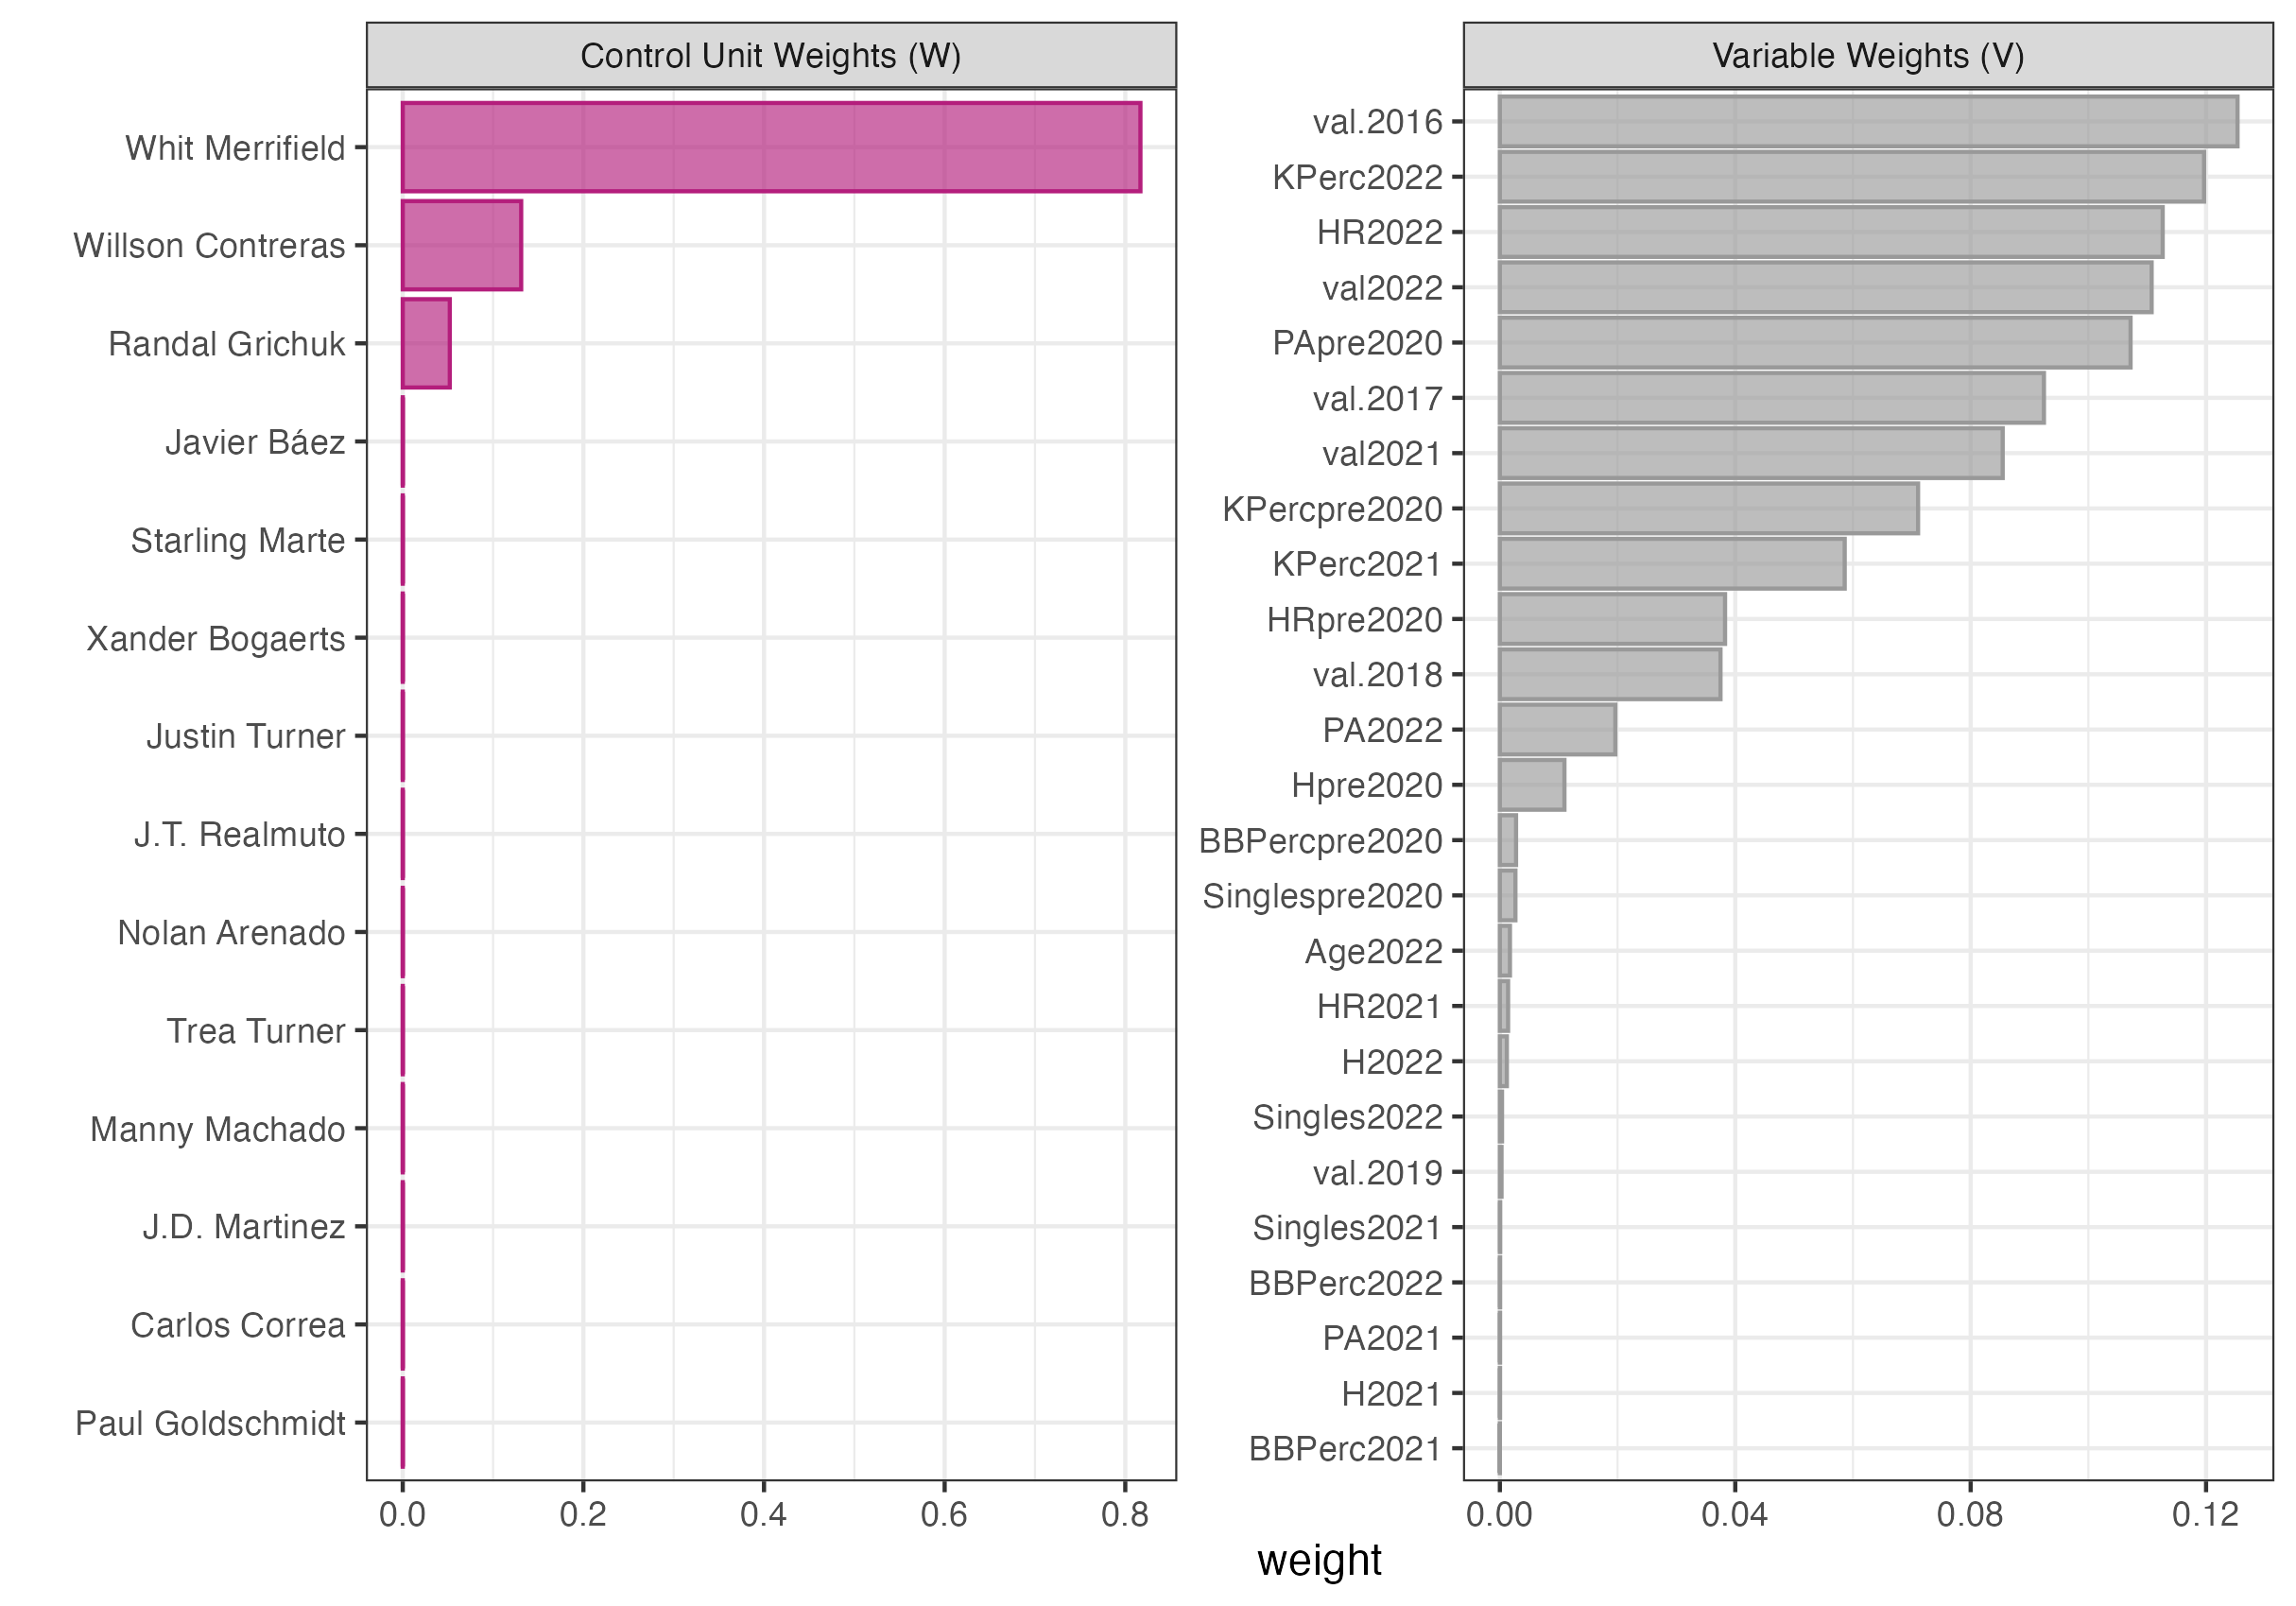 Control Unit Weights (W)
Whit Merrifield
Willson Contreras
Randal Grichuk
Javier Báez
Starling Marte
Xander Bogaerts
Justin Turner
J.T. Realmuto
Nolan Arenado
Trea Turner
Manny Machado
J.D. Martinez
Carlos Correa
Paul Goldschmidt
0.0 0.2 0.4 0.6 0.8
Variable Weights (V)
val.2016
KPerc2022
HR2022
val2022
PApre2020
val.2017
val2021
KPercpre2020
KPerc2021
HRpre2020
val.2018
PA2022
Hpre2020
BBPercpre2020
Singlespre2020
Age2022
HR2021
H2022
Singles2022
val.2019
Singles2021
BBPerc2022
PA2021
H2021
BBPerc2021
0.00 0.04 0.08 0.12
weight